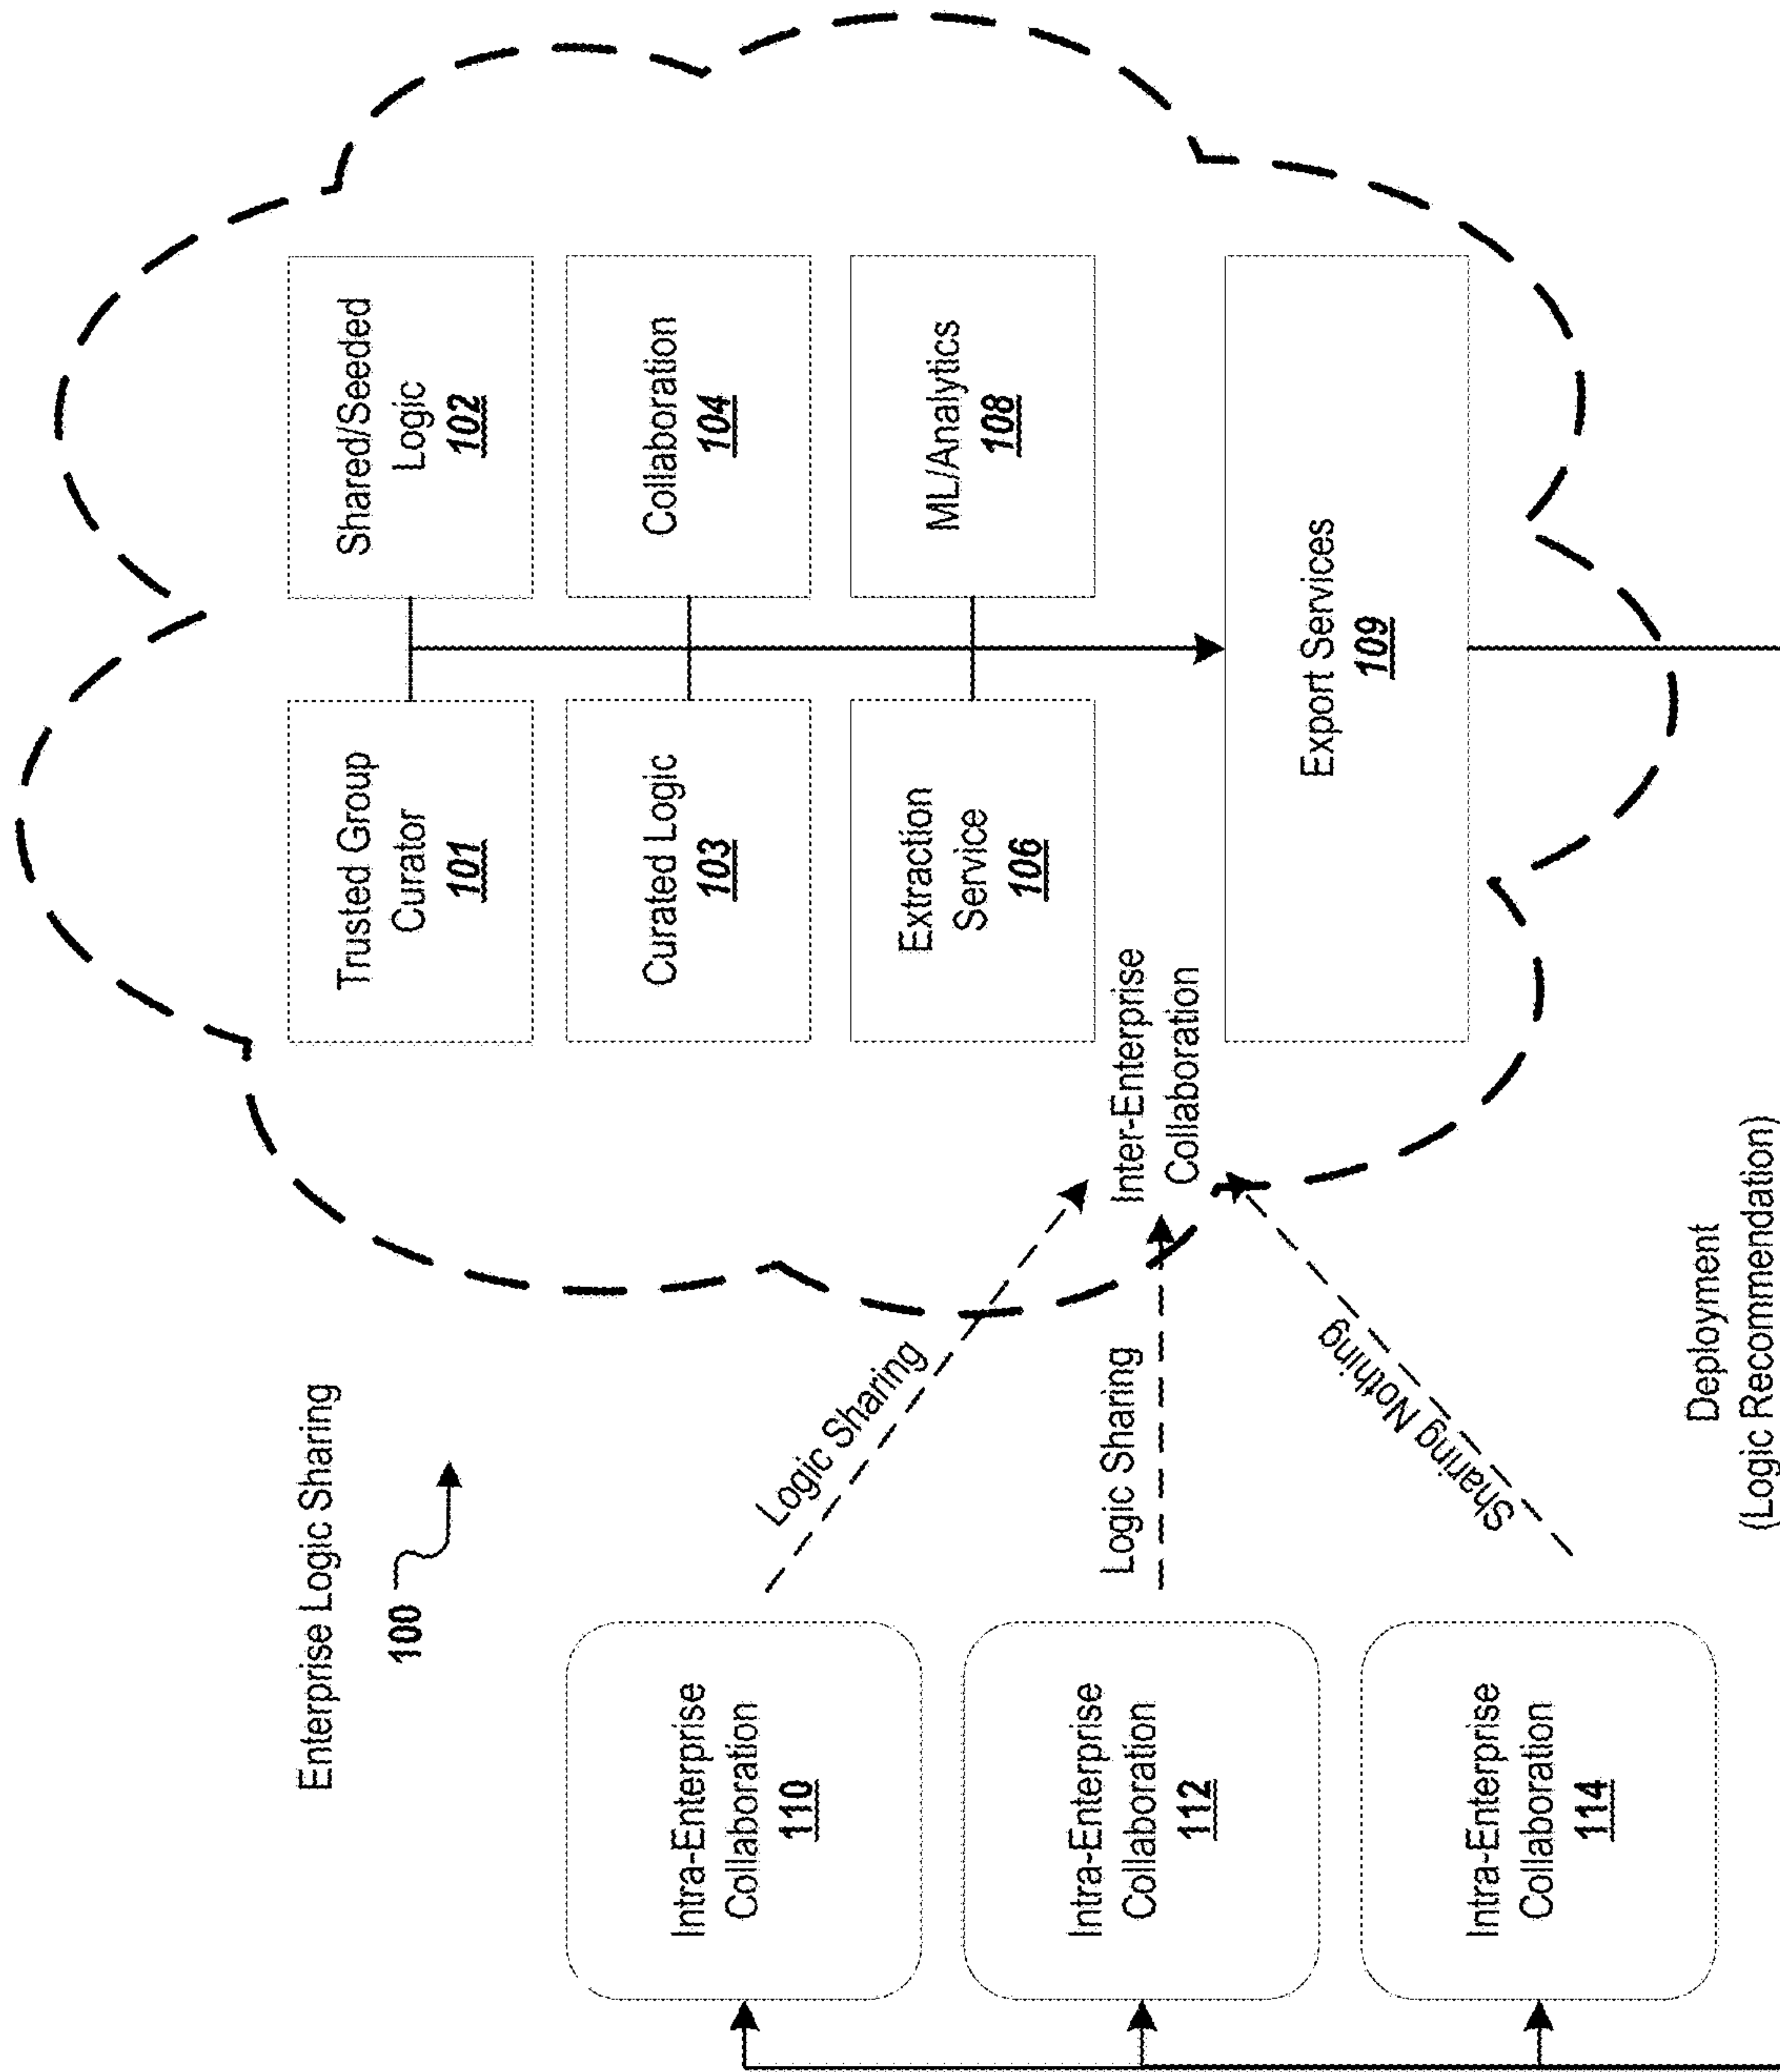 Enterprise Logic Sharing
100
Trusted Group
Curator
101
Shared/Seeded
Logic
102
Curated Logic
103
Collaboration
104
Extraction
Service
106
ML/Analytics
108
Export Services
109
Inter-Enterprise
Collaboration
Logic Sharing
Logic Sharing
Sharing Nothing
Intra-Enterprise
Collaboration
110
Intra-Enterprise
Collaboration
112
Intra-Enterprise
Collaboration
114
Deployment
(Logic Recommendation)